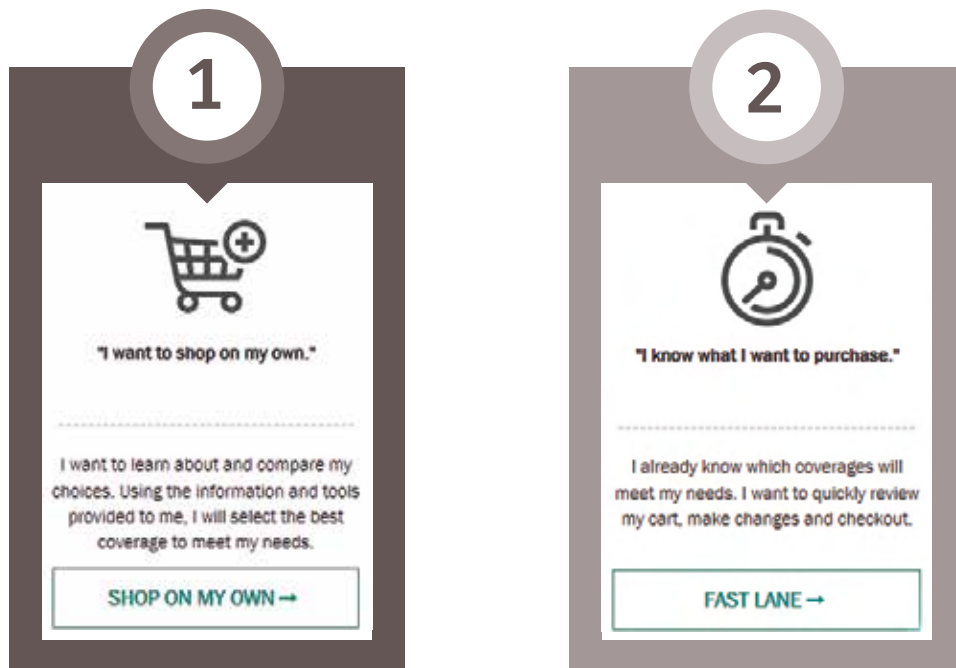 1
"I want to shop on my own."
I want to learn about and compare my
choices. Using the information and tools
provided to me, I will select the best
coverage to meet my needs.
SHOP ON MY OWN →
2
"I know what I want to purchase."
I already know which coverages will
meet my needs. I want to quickly review
my cart, make changes and checkout.
FAST LANE →